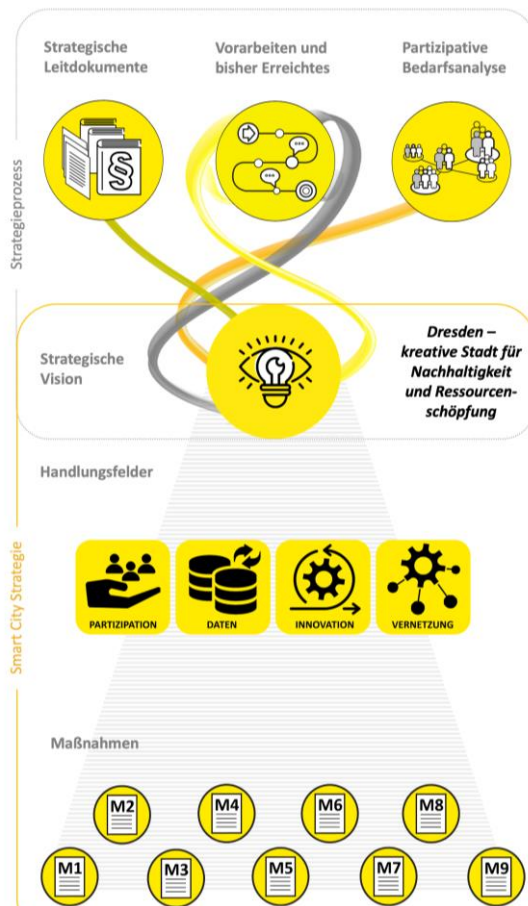 Strategische
Leitdokumente
Vorarbeiten und
bisher Erreichtes
Partizipative
Bedarfsanalyse
§
Strategieprozess
Strategische
Vision
Dresden –
kreative Stadt für
Nachhaltigkeit
und Ressourcen-
schöpfung
Handlungsfelder
Smart City Strategie
PARTIZIPATION
DATEN
INNOVATION
VERNETZUNG
Maßnahmen
M2
M4
M6
M8
M1
M3
M5
M7
M9